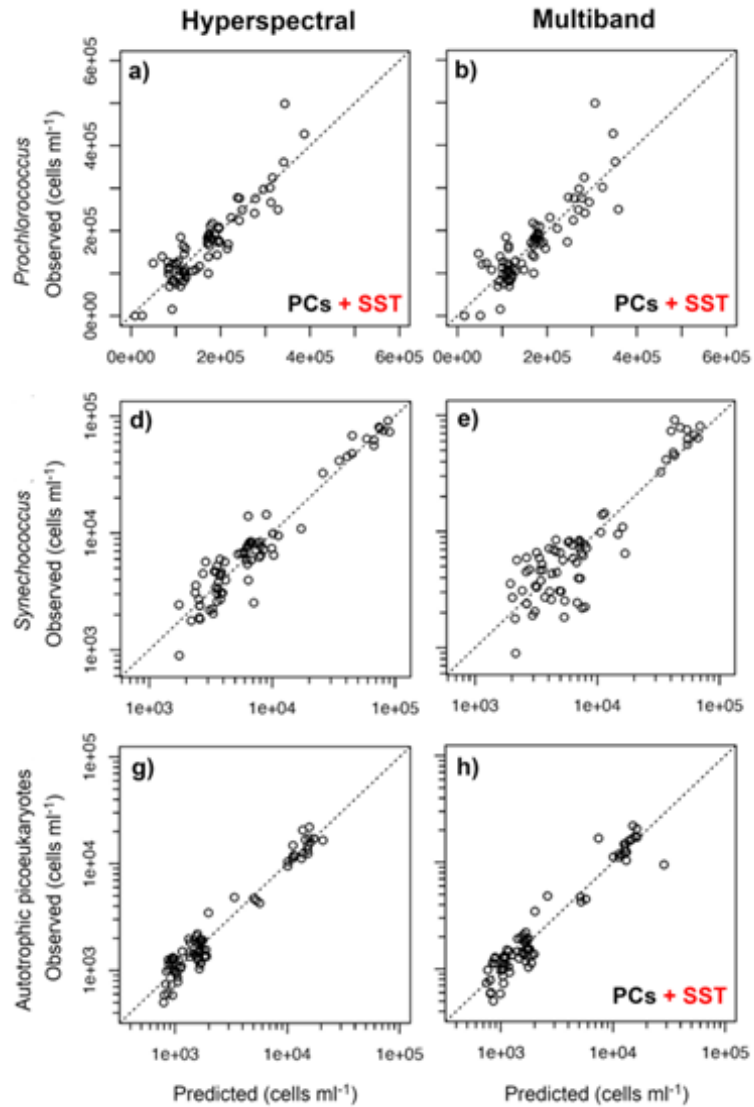 Hyperspectral
Multiband
Prochlorococcus
Observed (cells ml⁻¹)
0e+00 2e+05 4e+05 6e+05
a)
PCs + SST
0e+00 2e+05 4e+05 6e+05
b)
PCs + SST
0e+00 2e+05 4e+05 6e+05
Synechococcus
Observed (cells ml⁻¹)
1e+03 1e+04 1e+05
d)
1e+03 1e+04 1e+05
e)
1e+03 1e+04 1e+05
Autotrophic picoeukaryotes
Observed (cells ml⁻¹)
1e+03 1e+04 1e+05
g)
1e+03 1e+04 1e+05
h)
PCs + SST
1e+03 1e+04 1e+05
Predicted (cells ml⁻¹)
Predicted (cells ml⁻¹)